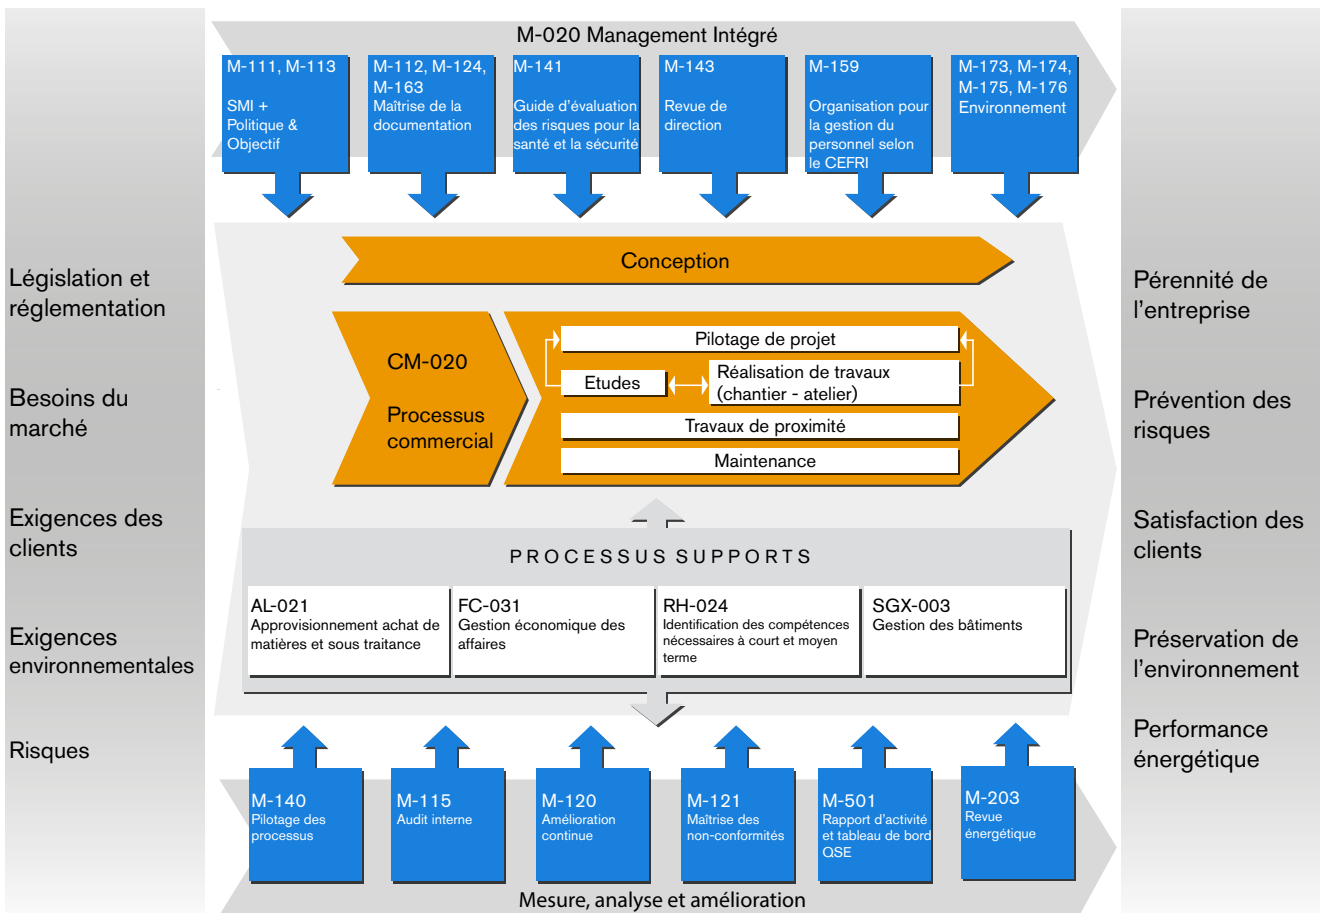 M-020 Management Intégré
M-111, M-113
SMI +
Politique &
Objectif
M-112, M-124,
M-163
Maîtrise de la
documentation
M-141
Guide d'évaluation
des risques pour la
santé et la sécurité
M-143
Revue de
direction
M-159
Organisation pour
la gestion du
personnel selon
le CEFRI
M-173, M-174,
M-175, M-176
Environnement
Législation et
réglementation
Besoins du
marché
Exigences des
clients
Exigences
environnementales
Risques
Conception
CM-020
Processus
commercial
Pilotage de projet
Etudes
Réalisation de travaux
(chantier - atelier)
Travaux de proximité
Maintenance
PROCESSUS SUPPORTS
AL-021
Approvisionnement achat de
matières et sous traitance
FC-031
Gestion économique des
affaires
RH-024
Identification des compétences
nécessaires à court et moyen
terme
SGX-003
Gestion des bâtiments
Pérennité de
l'entreprise
Prévention des
risques
Satisfaction des
clients
Préservation de
l'environnement
Performance
énergétique
M-140
Pilotage des
processus
M-115
Audit interne
M-120
Amélioration
continue
M-121
Maîtrise des
non-conformités
M-501
Rapport d'activité
et tableau de bord
QSE
M-203
Revue
énergétique
Mesure, analyse et amélioration